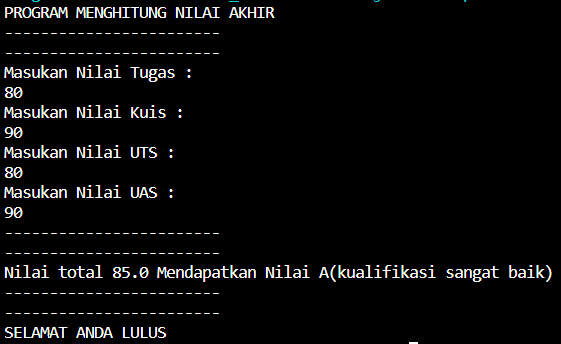 PROGRAM MENGHITUNG NILAI AKHIR
------------------------
------------------------
Masukan Nilai Tugas :
80
Masukan Nilai Kuis :
90
Masukan Nilai UTS :
80
Masukan Nilai UAS :
90
------------------------
------------------------
Nilai total 85.0 Mendapatkan Nilai A(kualifikasi sangat baik)
------------------------
------------------------
SELAMAT ANDA LULUS